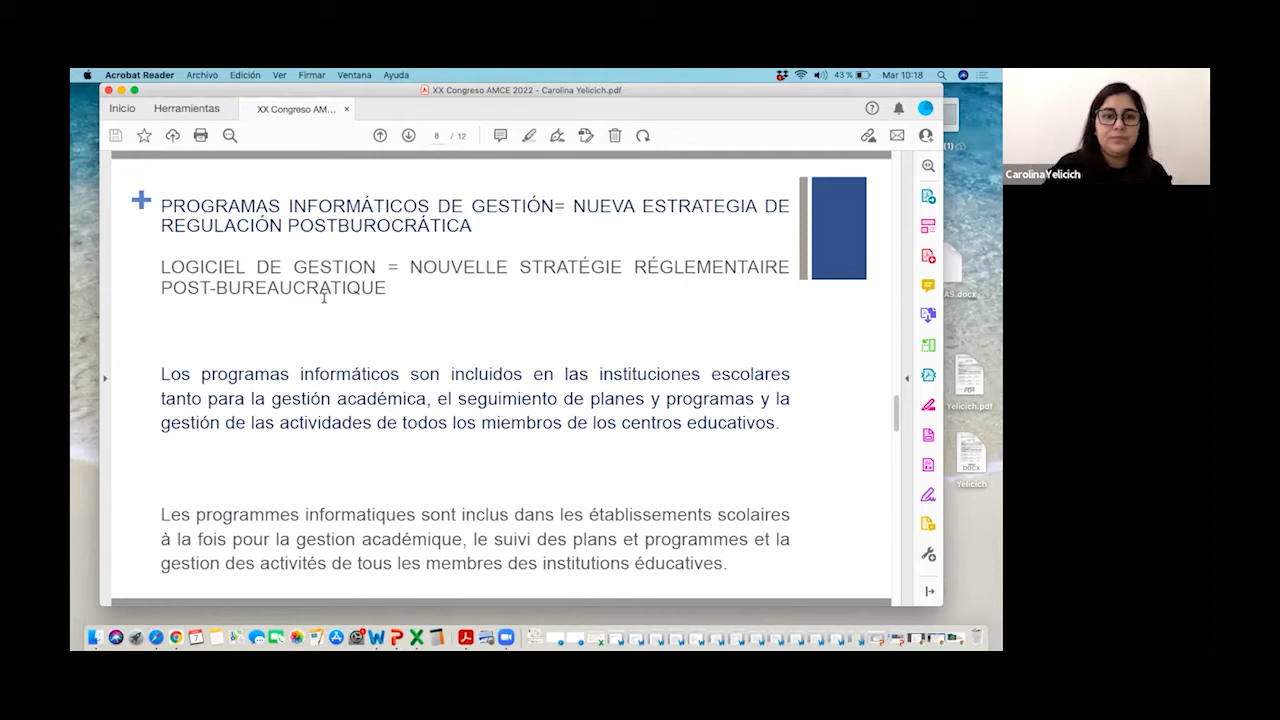 Acrobat Reader Archivo Edición Ver Firmar Ventana Ayuda 43 % Mar 10:18
XX Congreso AMCE 2022 - Carolina Yelicich.pdf
Inicio Herramientas XX Congreso AM... ×
8 / 12
(1)
PROGRAMAS INFORMÁTICOS DE GESTIÓN= NUEVA ESTRATEGIA DE
REGULACIÓN POSTBUROCRÁTICA
LOGICIEL DE GESTION = NOUVELLE STRATÉGIE RÉGLEMENTAIRE
POST-BUREAUCRATIQUE
Los programas informáticos son incluidos en las instituciones escolares
tanto para la gestión académica, el seguimiento de planes y programas y la
gestión de las actividades de todos los miembros de los centros educativos.
Les programmes informatiques sont inclus dans les établissements scolaires
à la fois pour la gestion académique, le suivi des plans et programmes et la
gestion des activités de tous les membres des institutions éducatives.
AS.docx
PDF
Yelicich.pdf
DOCX
Yelicich
CarolinaYelicich